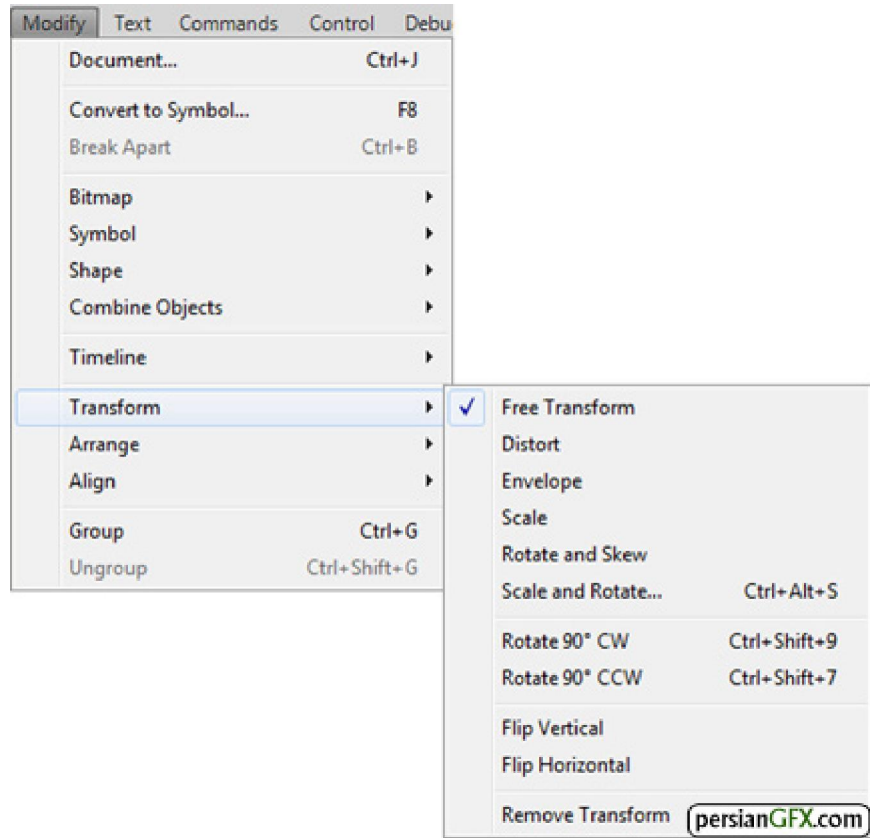 Modify Text Commands Control Debu
Document... Ctrl+J
Convert to Symbol... F8
Break Apart Ctrl+B
Bitmap
Symbol
Shape
Combine Objects
Timeline
Transform
Arrange
Align
Group Ctrl+G
Ungroup Ctrl+Shift+G
Free Transform
Distort
Envelope
Scale
Rotate and Skew
Scale and Rotate... Ctrl+Alt+S
Rotate 90° CW Ctrl+Shift+9
Rotate 90° CCW Ctrl+Shift+7
Flip Vertical
Flip Horizontal
Remove Transform
persianGFX.com